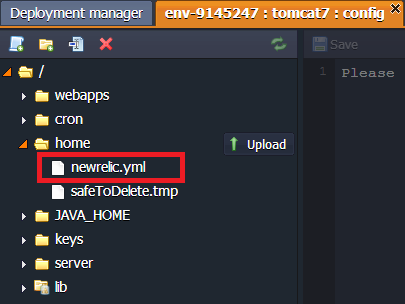 Deployment manager
env-9145247 : tomcat7 : config
Save
/
1 Please
webapps
cron
home
Upload
newrelic.yml
safeToDelete.tmp
JAVA_HOME
keys
server
lib